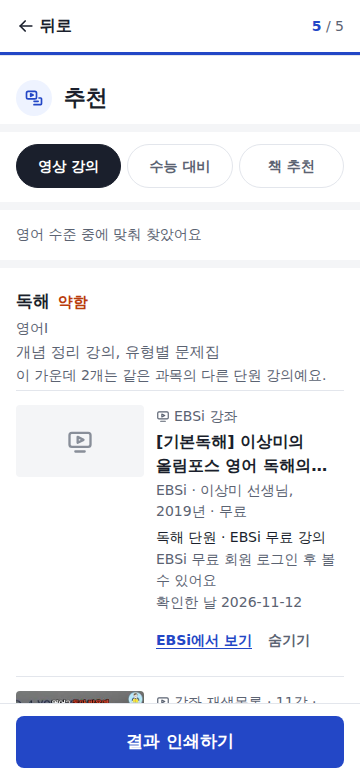 뒤로
5 / 5
추천
영상 강의
수능 대비
책 추천
영어 수준 중에 맞춰 찾았어요
독해 약함
영어I
개념 정리 강의, 유형별 문제집
이 가운데 2개는 같은 과목의 다른 단원 강의예요.
EBSi 강좌
[기본독해] 이상미의
올림포스 영어 독해의...
EBSi · 이상미 선생님,
2019년 · 무료
독해 단원 · EBSi 무료 강의
EBSi 무료 회원 로그인 후 볼
수 있어요
확인한 날 2026-11-12
EBSi에서 보기 숨기기
강좌 재생목록 · 11강 ·
결과 인쇄하기